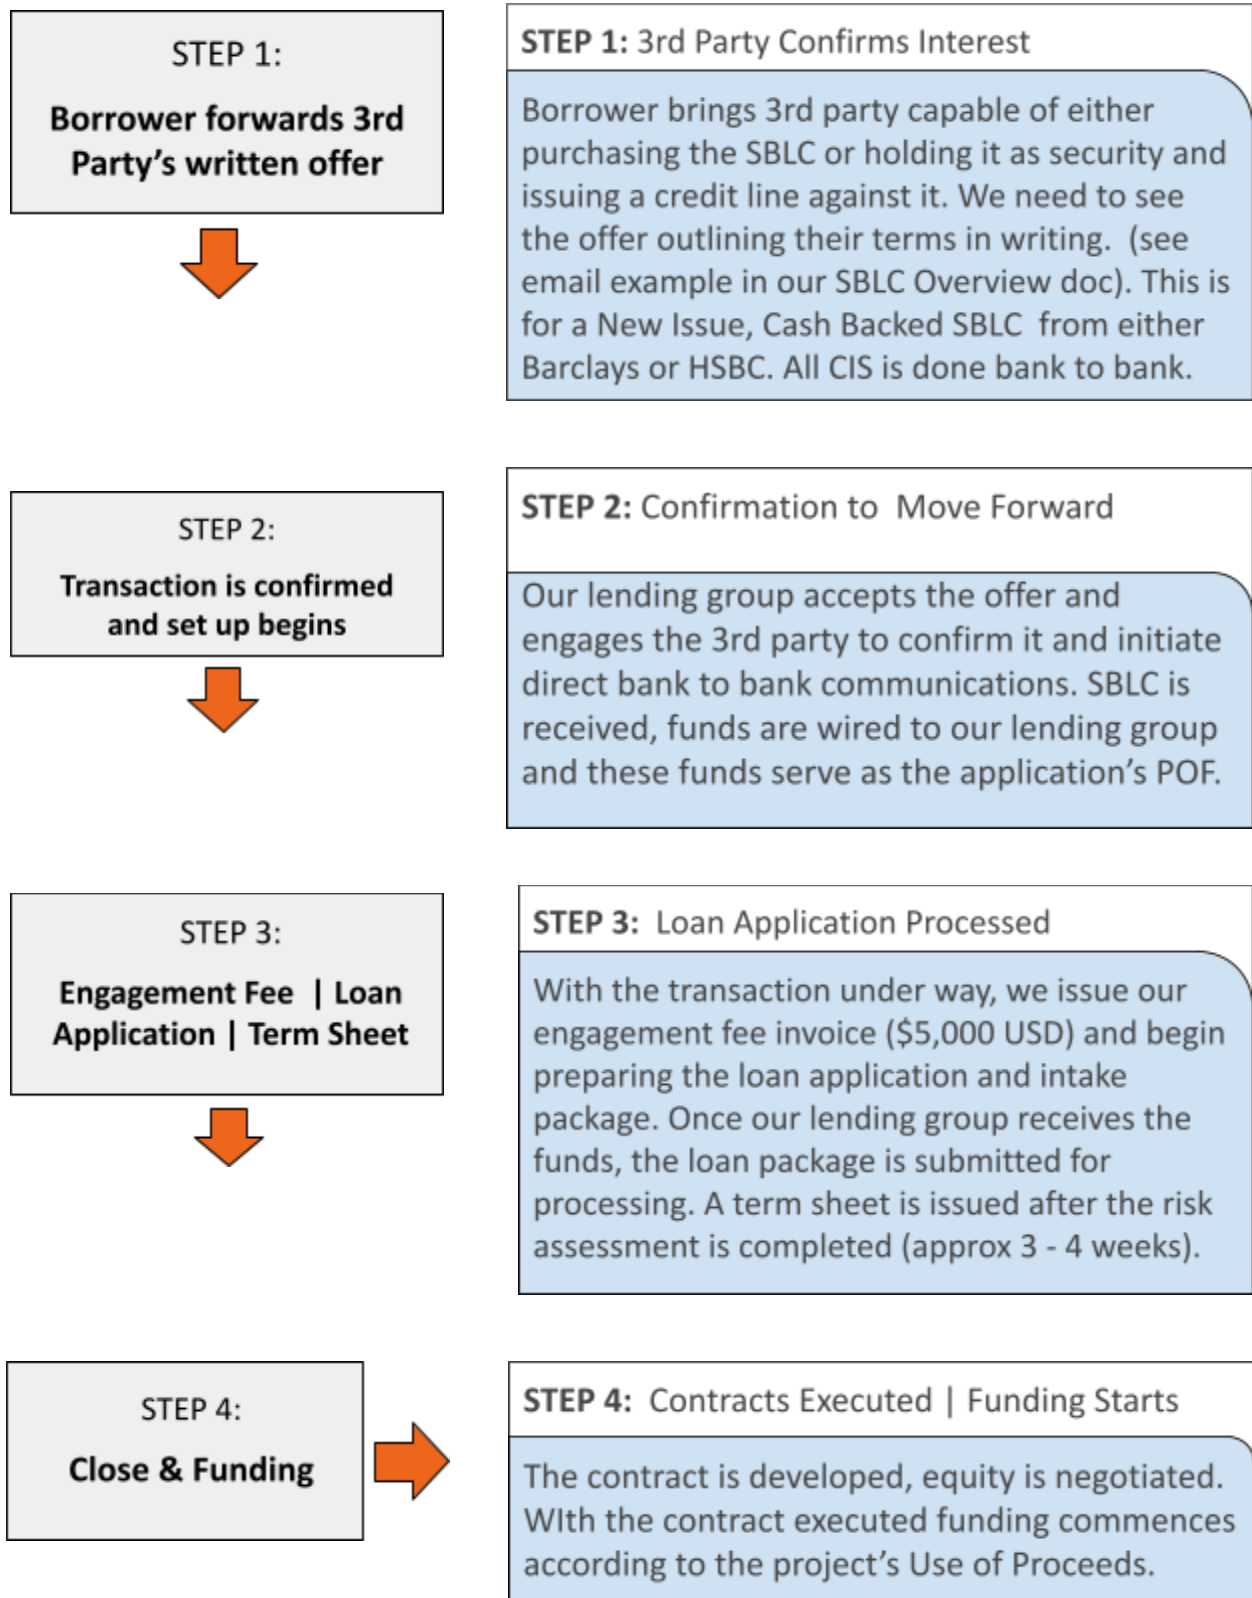 STEP 1:
Borrower forwards 3rd
Party’s written offer
STEP 1: 3rd Party Confirms Interest
Borrower brings 3rd party capable of either
purchasing the SBLC or holding it as security and
issuing a credit line against it. We need to see
the offer outlining their terms in writing.  (see
email example in our SBLC Overview doc). This is
for a New Issue, Cash Backed SBLC  from either
Barclays or HSBC. All CIS is done bank to bank.
STEP 2:
Transaction is confirmed
and set up begins
STEP 2: Confirmation to  Move Forward
Our lending group accepts the offer and
engages the 3rd party to confirm it and initiate
direct bank to bank communications. SBLC is
received, funds are wired to our lending group
and these funds serve as the application’s POF.
STEP 3:
Engagement Fee  | Loan
Application | Term Sheet
STEP 3:  Loan Application Processed
With the transaction under way, we issue our
engagement fee invoice ($5,000 USD) and begin
preparing the loan application and intake
package. Once our lending group receives the
funds, the loan package is submitted for
processing. A term sheet is issued after the risk
assessment is completed (approx 3 - 4 weeks).
STEP 4:
Close & Funding
STEP 4:  Contracts Executed | Funding Starts
The contract is developed, equity is negotiated.
WIth the contract executed funding commences
according to the project’s Use of Proceeds.